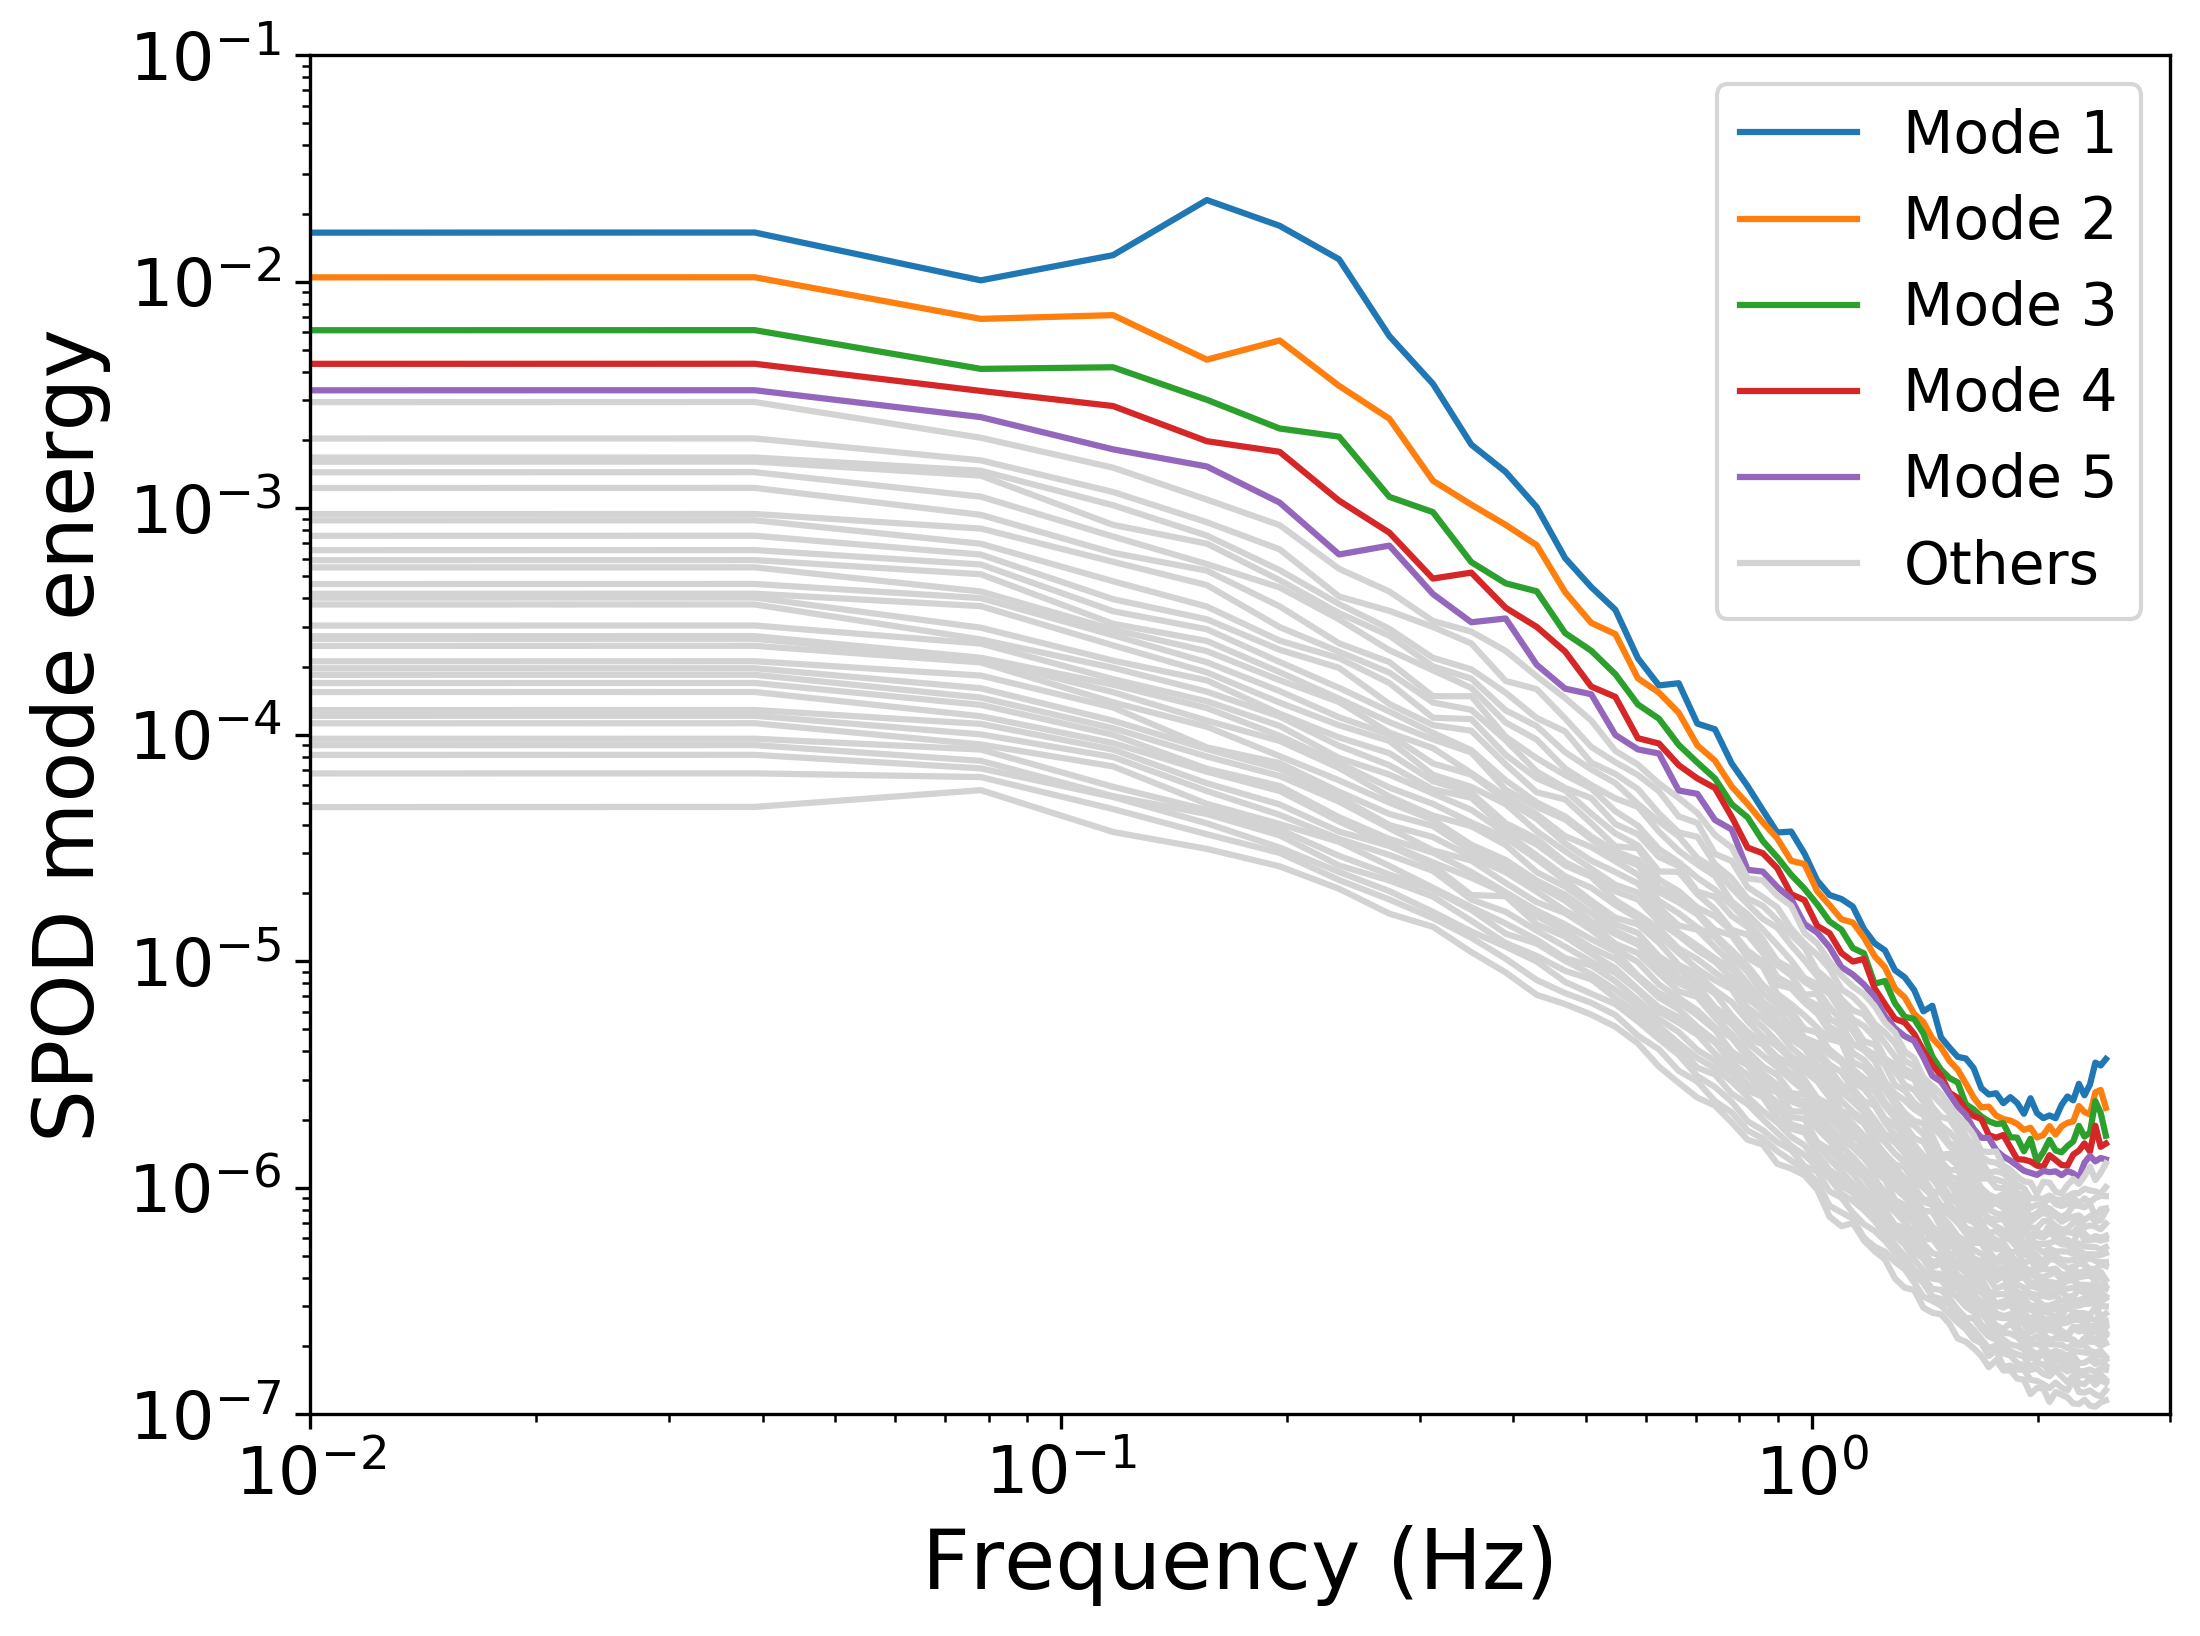 SPOD mode energy
10⁻¹
10⁻²
10⁻³
10⁻⁴
10⁻⁵
10⁻⁶
10⁻⁷
10⁻² 10⁻¹ 10⁰
Frequency (Hz)
Mode 1
Mode 2
Mode 3
Mode 4
Mode 5
Others